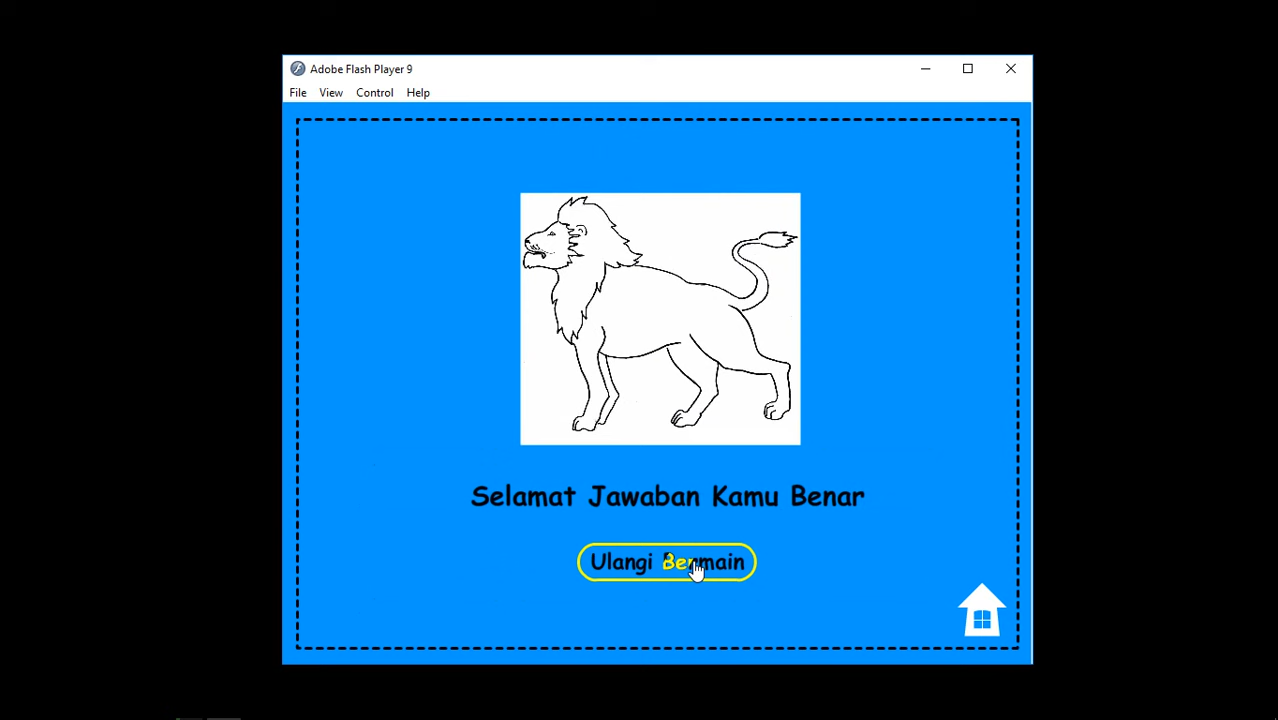 Adobe Flash Player 9
File View Control Help
Selamat Jawaban Kamu Benar
Ulangi Bermain